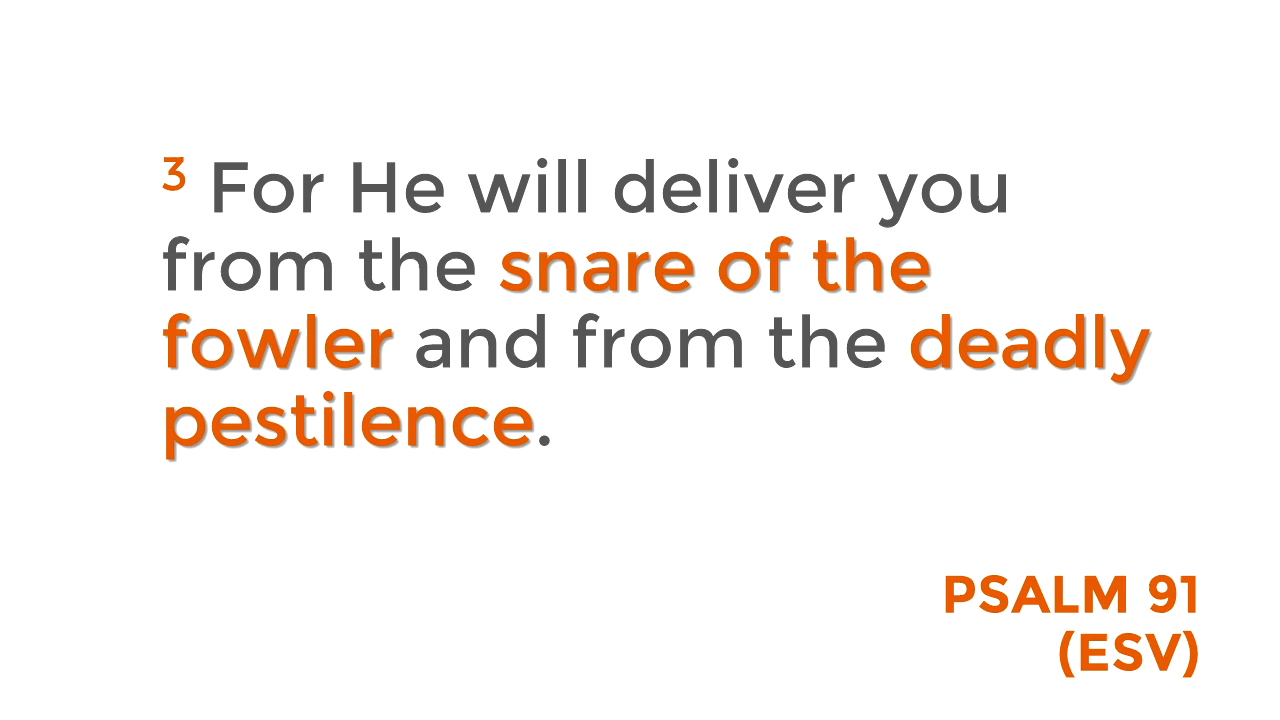 3 For He will deliver you
from the snare of the
fowler and from the deadly
pestilence.
PSALM 91
(ESV)